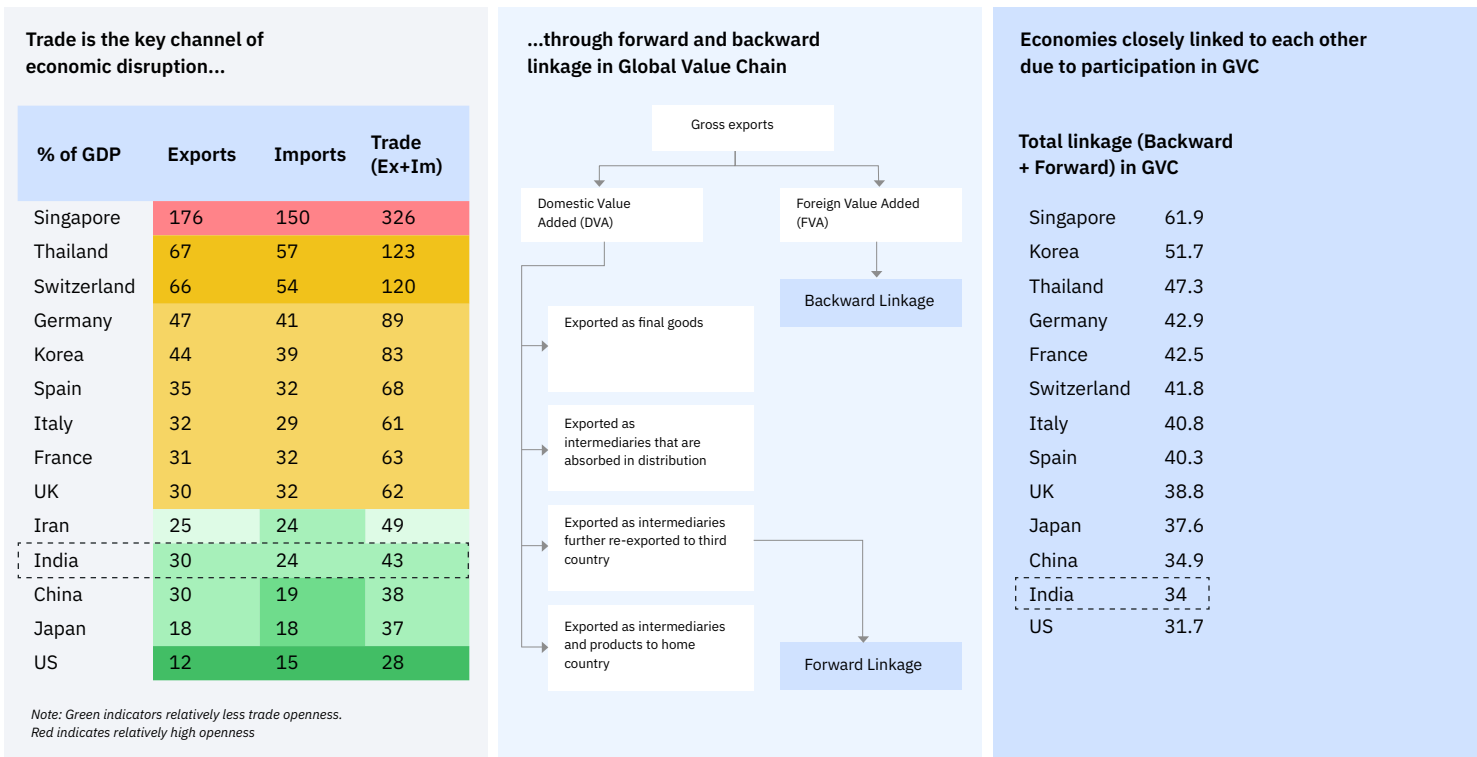 Trade is the key channel of
economic disruption...
% of GDP Exports Imports Trade
(Ex+Im)
Singapore 176 150 326
Thailand 67 57 123
Switzerland 66 54 120
Germany 47 41 89
Korea 44 39 83
Spain 35 32 68
Italy 32 29 61
France 31 32 63
UK 30 32 62
Iran 25 24 49
India 30 24 43
China 30 19 38
Japan 18 18 37
US 12 15 28
Note: Green indicators relatively less trade openness.
Red indicates relatively high openness
...through forward and backward
linkage in Global Value Chain
Gross exports
Domestic Value
Added (DVA)
Foreign Value Added
(FVA)
Backward Linkage
Exported as final goods
Exported as
intermediaries that are
absorbed in distribution
Exported as intermediaries
further re-exported to third
country
Exported as intermediaries
and products to home
country
Forward Linkage
Economies closely linked to each other
due to participation in GVC
Total linkage (Backward
+ Forward) in GVC
Singapore 61.9
Korea 51.7
Thailand 47.3
Germany 42.9
France 42.5
Switzerland 41.8
Italy 40.8
Spain 40.3
UK 38.8
Japan 37.6
China 34.9
India 34
US 31.7